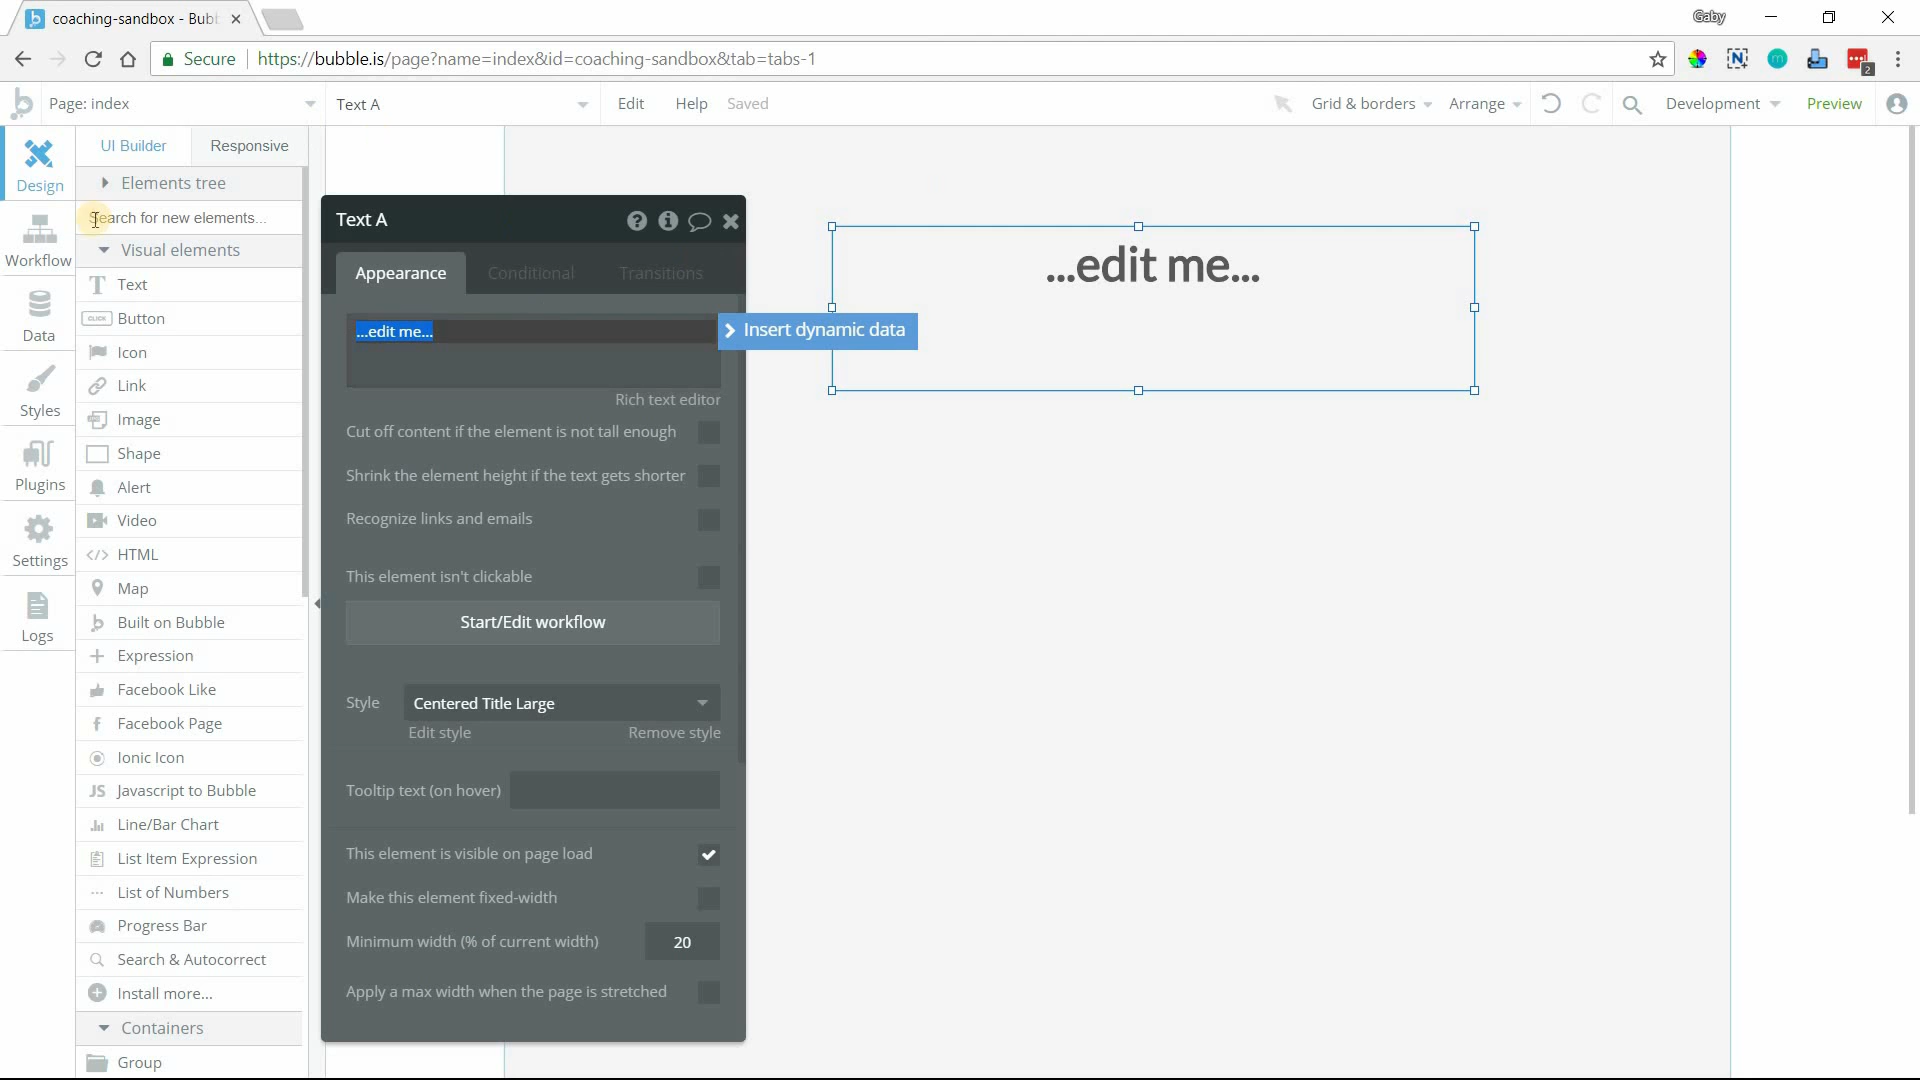 coaching-sandbox - Bub
Gaby
Secure
https://bubble.is/page?name=index&id=coaching-sandbox&tab=tabs-1
2
Page: index
Text A
Edit
Help
Saved
Grid & borders
Arrange
Development
Preview
Design
Workflow
Data
Styles
Plugins
Settings
Logs
UI Builder
Responsive
Elements tree
Search for new elements...
Visual elements
Text
CLICK Button
Icon
Link
Image
Shape
Alert
Video
</> HTML
Map
Built on Bubble
Expression
Facebook Like
Facebook Page
Ionic Icon
JS Javascript to Bubble
Line/Bar Chart
List Item Expression
List of Numbers
Progress Bar
Search & Autocorrect
Install more...
Containers
Group
Text A
Appearance
Conditional
Transitions
...edit me...
Insert dynamic data
Rich text editor
Cut off content if the element is not tall enough
Shrink the element height if the text gets shorter
Recognize links and emails
This element isn't clickable
Start/Edit workflow
Style
Centered Title Large
Edit style
Remove style
Tooltip text (on hover)
This element is visible on page load
Make this element fixed-width
Minimum width (% of current width)
20
Apply a max width when the page is stretched
...edit me...